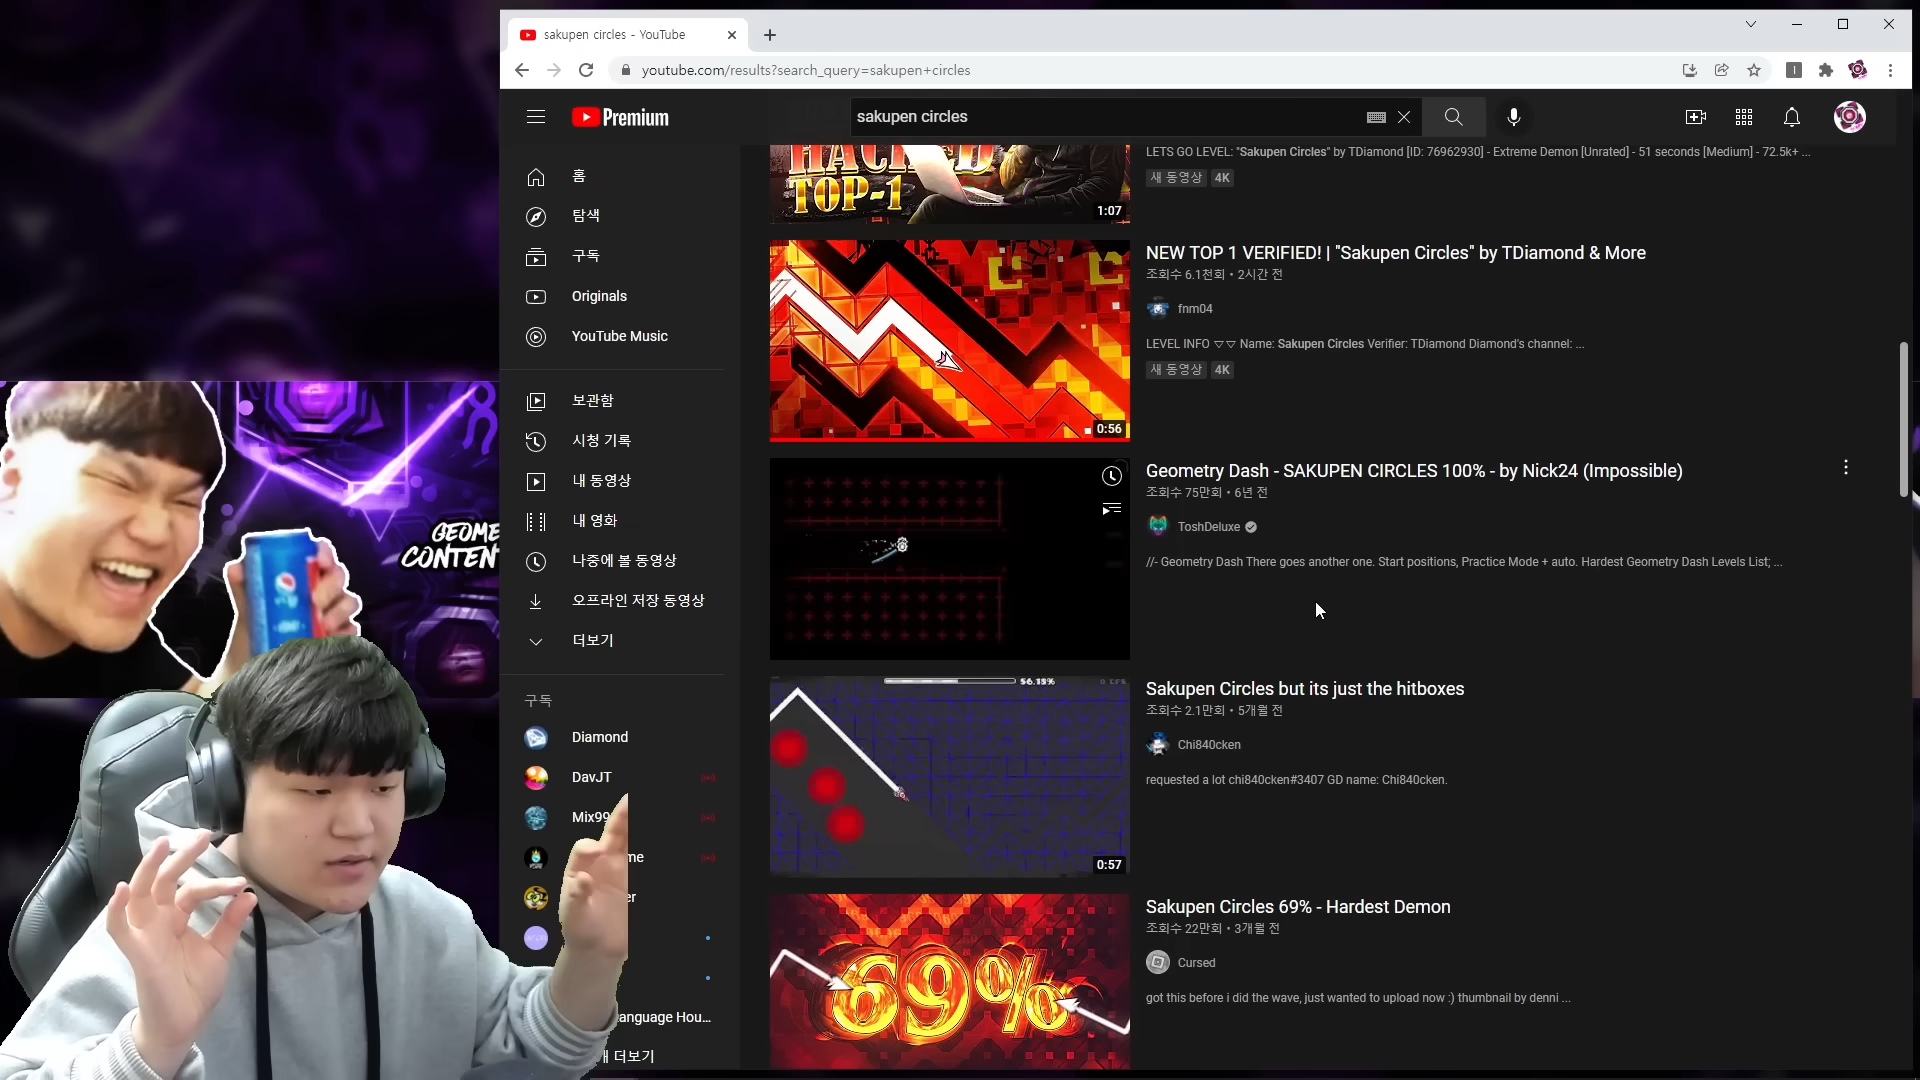 sakupen circles - YouTube
youtube.com/results?search_query=sakupen+circles
Premium
sakupen circles
홈
탐색
구독
Originals
YouTube Music
보관함
시청 기록
내 동영상
내 영화
나중에 볼 동영상
오프라인 저장 동영상
더보기
구독
Diamond
DavJT
Mix99
me
er
anguage Hou...
더보기
HACKED
TOP-1
1:07
LETS GO LEVEL: "Sakupen Circles" by TDiamond [ID: 76962930] - Extreme Demon [Unrated] - 51 seconds [Medium] - 72.5k+ ...
새 동영상 4K
0:56
NEW TOP 1 VERIFIED! | "Sakupen Circles" by TDiamond & More
조회수 6.1천회 • 2시간 전
fnm04
LEVEL INFO ▽▽ Name: Sakupen Circles Verifier: TDiamond Diamond's channel: ...
새 동영상 4K
Geometry Dash - SAKUPEN CIRCLES 100% - by Nick24 (Impossible)
조회수 75만회 • 6년 전
ToshDeluxe
//- Geometry Dash There goes another one. Start positions, Practice Mode + auto. Hardest Geometry Dash Levels List; ...
56.15%
0:57
Sakupen Circles but its just the hitboxes
조회수 2.1만회 • 5개월 전
Chi840cken
requested a lot chi840cken#3407 GD name: Chi840cken.
69%
Sakupen Circles 69% - Hardest Demon
조회수 22만회 • 3개월 전
Cursed
got this before i did the wave, just wanted to upload now :) thumbnail by denni ...
GEOME
CONTEN